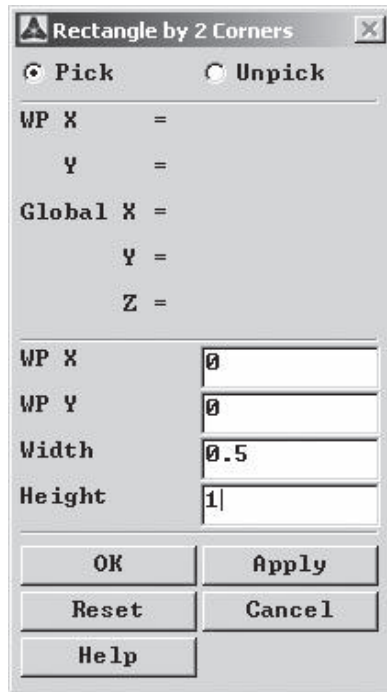 Rectangle by 2 Corners
Pick Unpick
WP X =
Y =
Global X =
Y =
Z =
WP X 0
WP Y 0
Width 0.5
Height 1
OK Apply
Reset Cancel
Help